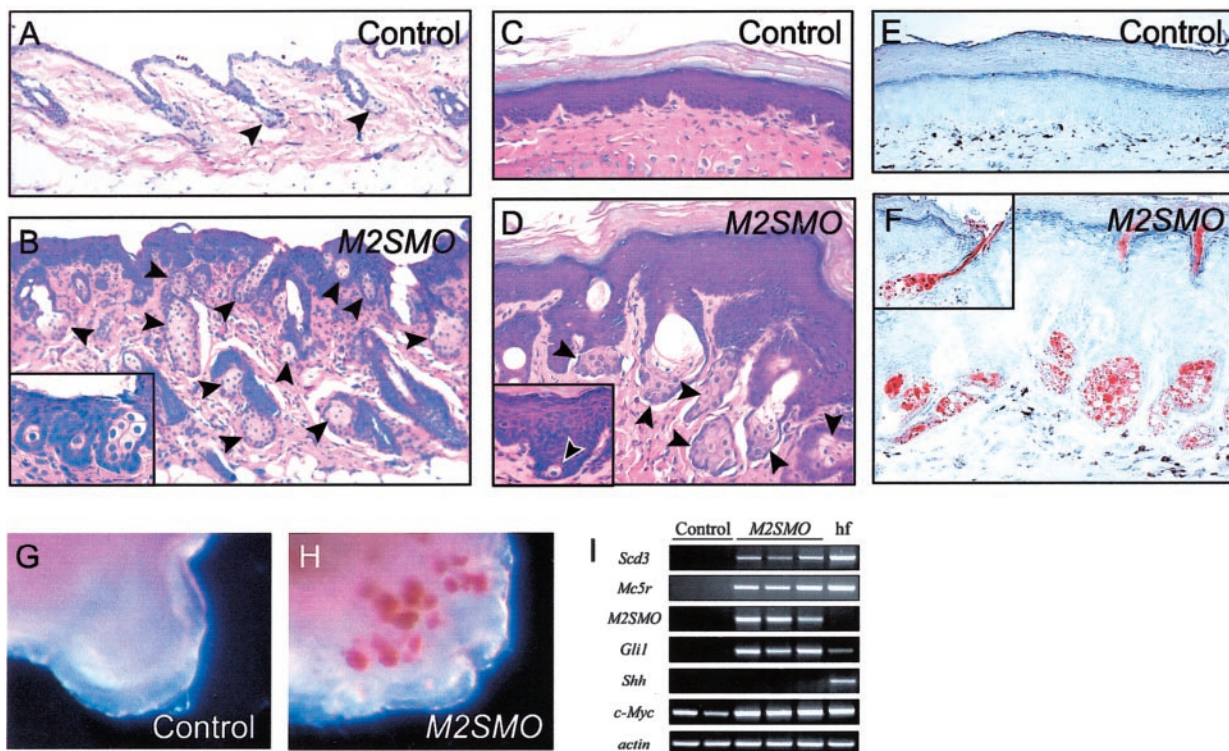 A Control
B M2SMO
C Control
D M2SMO
E Control
F M2SMO
G Control
H M2SMO
I
Control M2SMO hf
Scd3
Mc5r
M2SMO
Gli1
Shh
c-Myc
actin